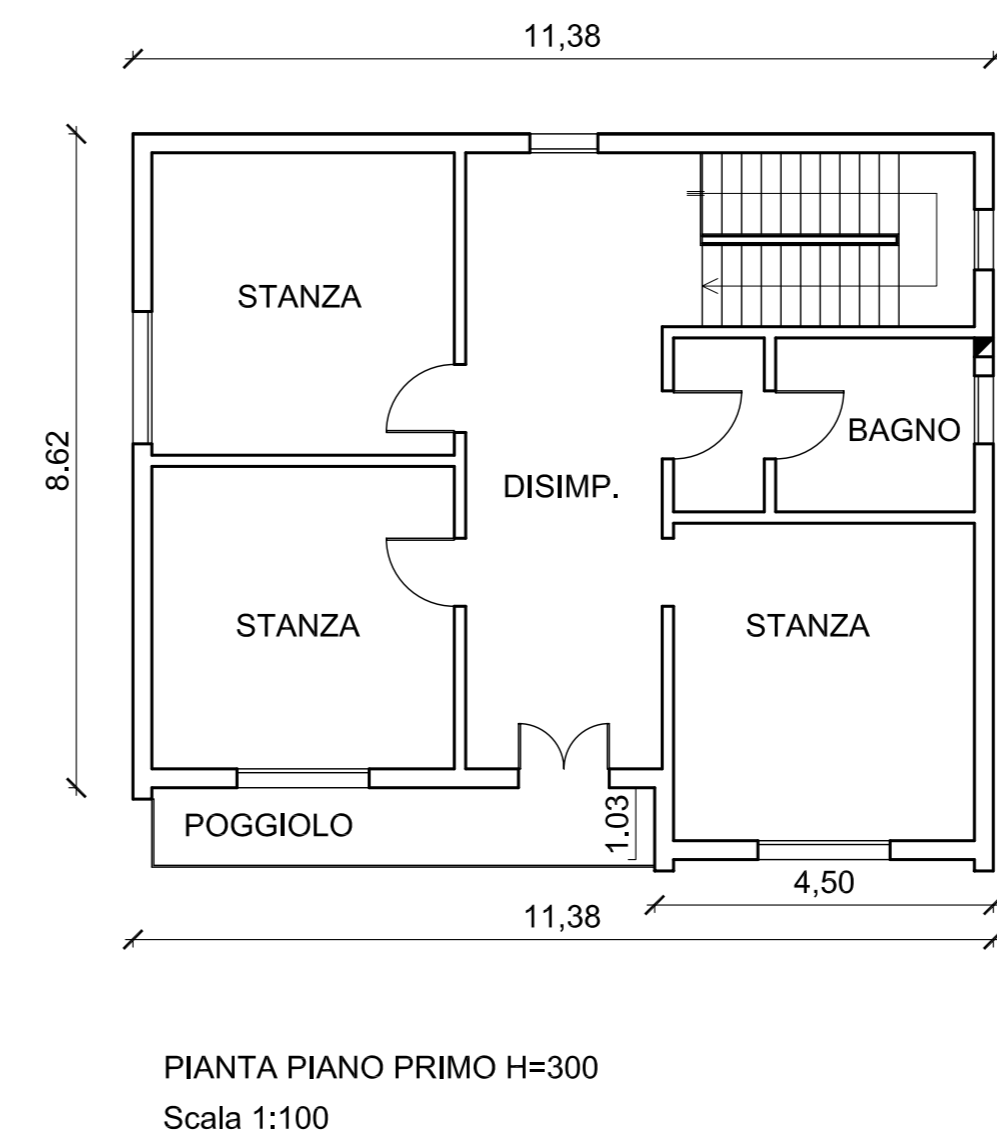 11,38
8.62
STANZA
BAGNO
DISIMP.
STANZA
STANZA
POGGIOLO
1.03
4,50
11,38
PIANTA PIANO PRIMO H=300
Scala 1:100